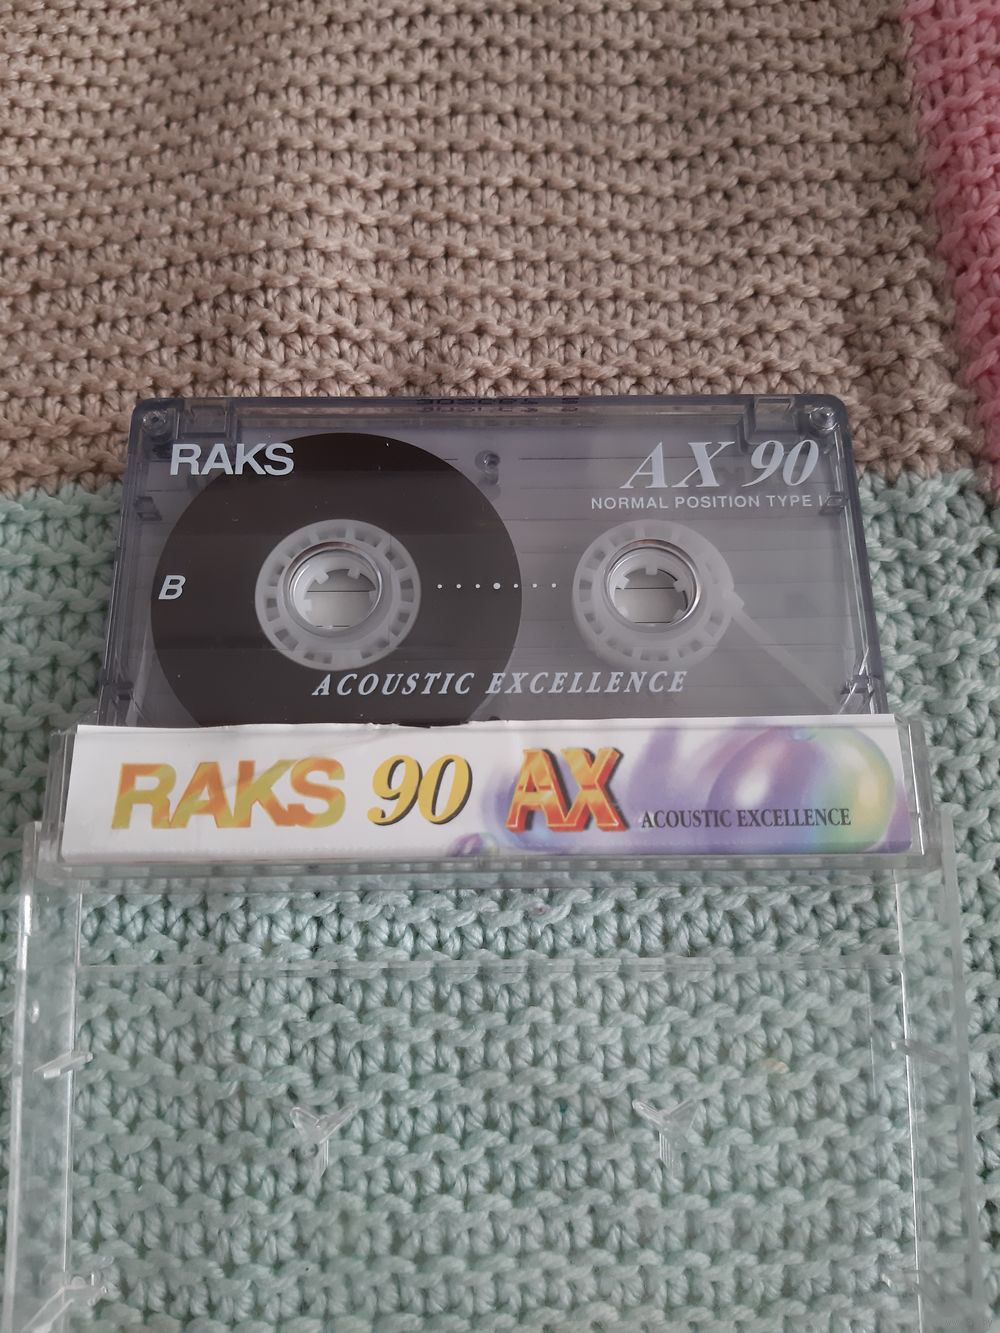 RAKS
AX 90
NORMAL POSITION TYPE I
B
ACOUSTIC EXCELLENCE
RAKS 90 AX ACOUSTIC EXCELLENCE